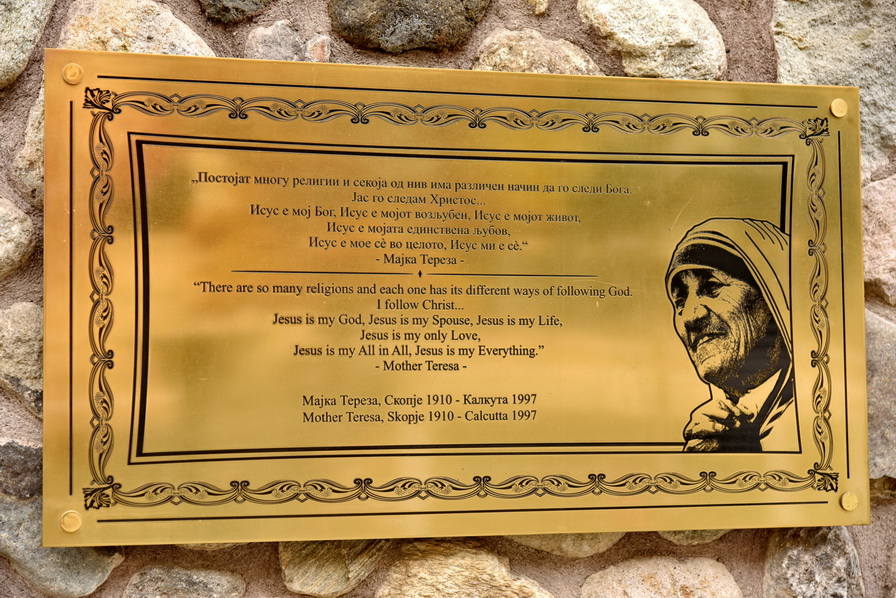 „Постојат многу религии и секоја од нив има различен начин да го следи Бога.
Јас го следам Христос...
Исус е мој Бог, Исус е мојот возљубен, Исус е мојот живот,
Исус е мојата единствена љубов,
Исус е мое сѐ во целото, Исус ми е сѐ.“
- Мајка Тереза -
“There are so many religions and each one has its different ways of following God.
I follow Christ...
Jesus is my God, Jesus is my Spouse, Jesus is my Life,
Jesus is my only Love,
Jesus is my All in All, Jesus is my Everything.”
- Mother Teresa -
Мајка Тереза, Скопје 1910 - Калкута 1997
Mother Teresa, Skopje 1910 - Calcutta 1997